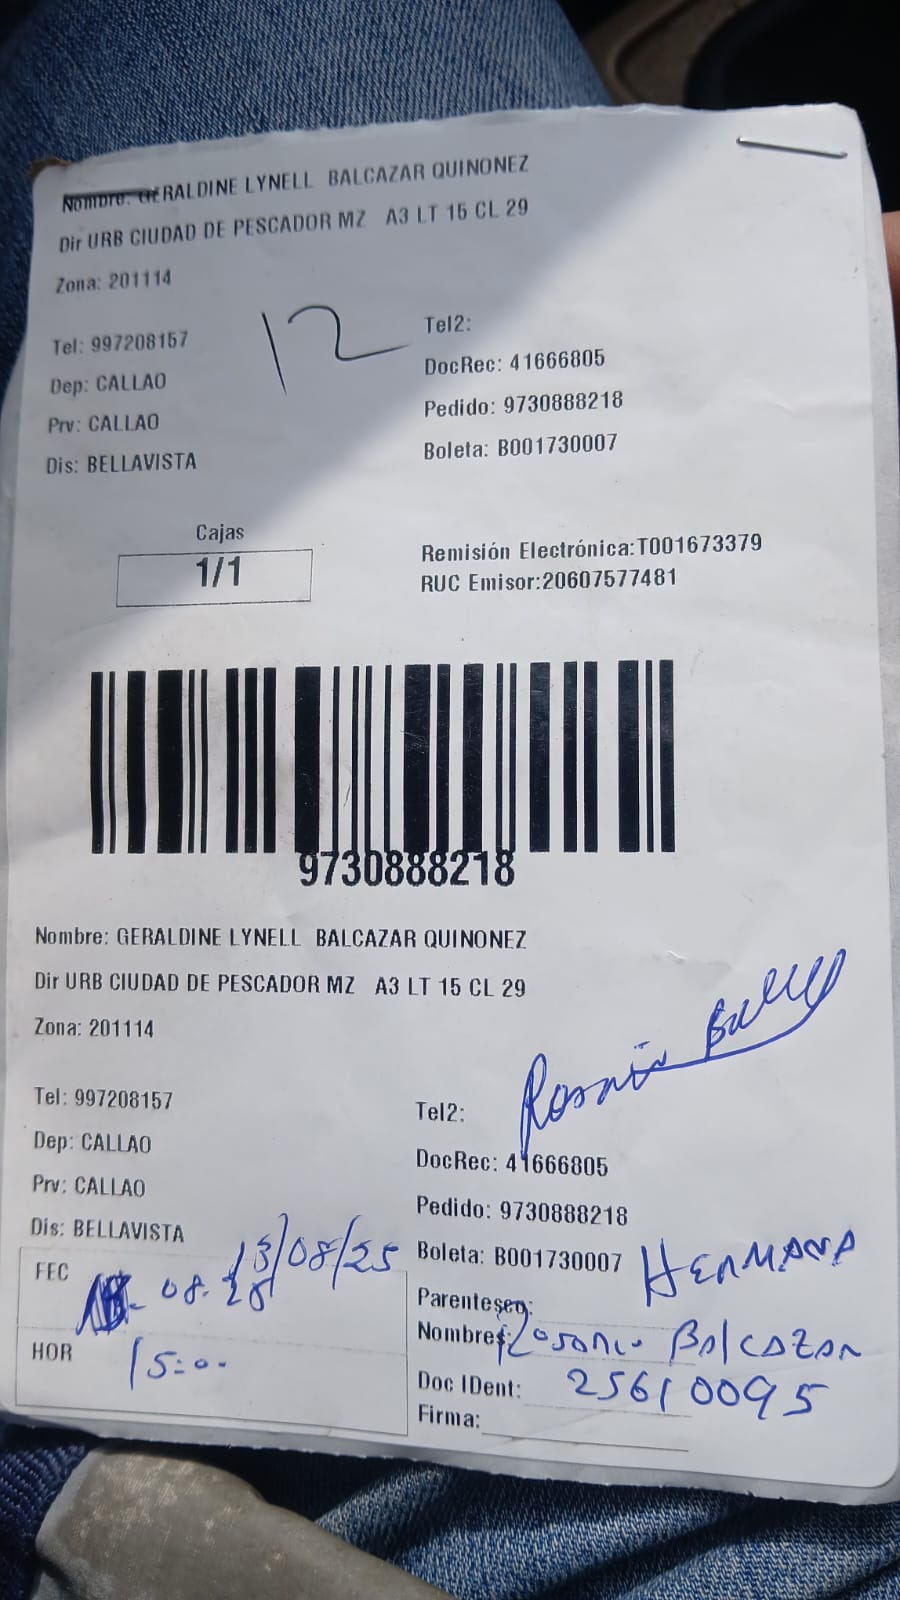 Nombre: GERALDINE LYNELL BALCAZAR QUINONEZ
Dir URB CIUDAD DE PESCADOR MZ A3 LT 15 CL 29
Zona: 201114
12
Tel: 997208157
Tel2:
Dep: CALLAO
DocRec: 41666805
Prv: CALLAO
Pedido: 9730888218
Dis: BELLAVISTA
Boleta: B001730007
Cajas
1/1
Remisión Electrónica:T001673379
RUC Emisor:20607577481
9730888218
Nombre: GERALDINE LYNELL BALCAZAR QUINONEZ
Dir URB CIUDAD DE PESCADOR MZ A3 LT 15 CL 29
Zona: 201114
Tel: 997208157
Tel2:
Dep: CALLAO
DocRec: 41666805
Prv: CALLAO
Pedido: 9730888218
Dis: BELLAVISTA
Boleta: B001730007
HERMANA
13/08/25
FEC
08.
Parentesco:
Nombres: Rosario Balcazar
HOR 15:00
Doc IDent: 25610095
Firma: